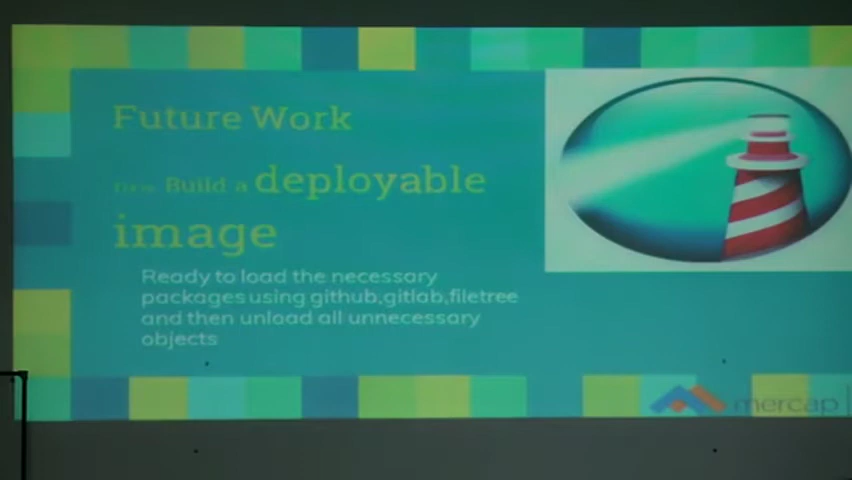 Future Work
Build a deployable
image
Ready to load the necessary
packages using github,gitlab,filetree
and then unload all unnecessary
objects
mercap